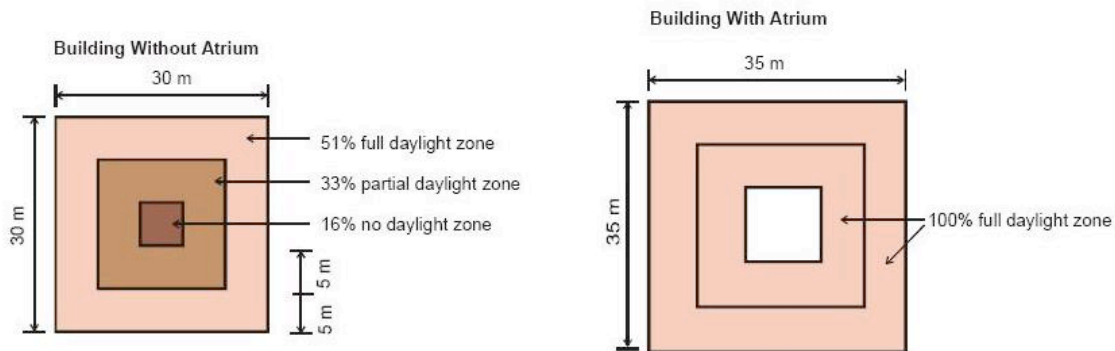 Building Without Atrium
30 m
30 m
51% full daylight zone
33% partial daylight zone
16% no daylight zone
5 m
5 m
Building With Atrium
35 m
35 m
100% full daylight zone